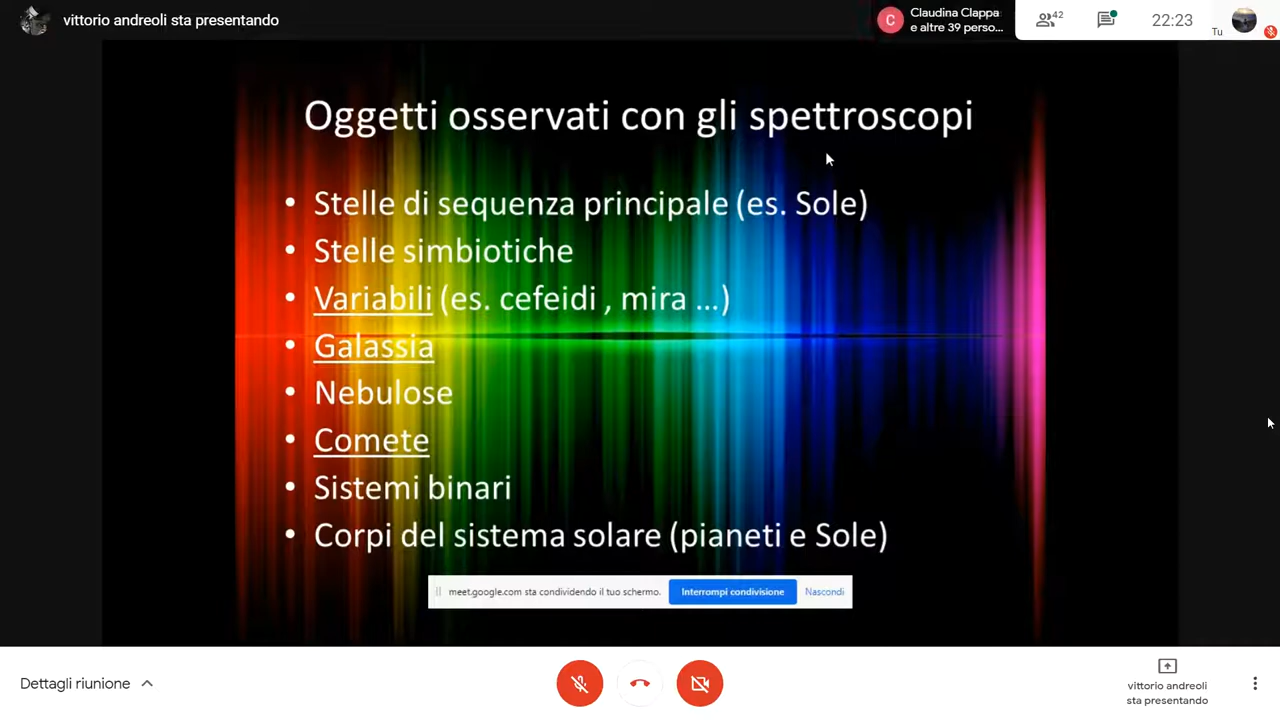 vittorio andreoli sta presentando
C
Claudina Clappa
e altre 39 perso...
42
22:23
Tu
Oggetti osservati con gli spettroscopi
• Stelle di sequenza principale (es. Sole)
• Stelle simbiotiche
• Variabili (es. cefeidi , mira ...)
• Galassia
• Nebulose
• Comete
• Sistemi binari
• Corpi del sistema solare (pianeti e Sole)
meet.google.com sta condividendo il tuo schermo. Interrompi condivisione Nascondi
Dettagli riunione
vittorio andreoli
sta presentando